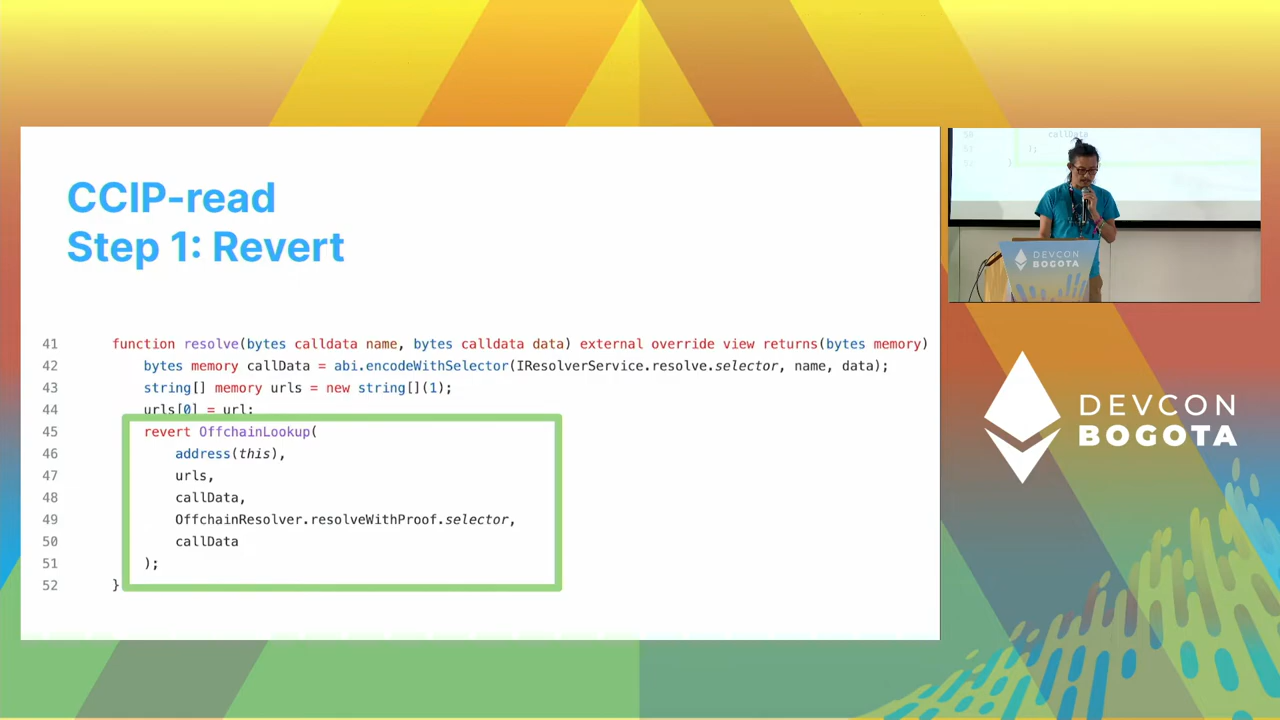 CCIP-read
Step 1: Revert
41 function resolve(bytes calldata name, bytes calldata data) external override view returns(bytes memory)
42 bytes memory callData = abi.encodeWithSelector(IResolverService.resolve.selector, name, data);
43 string[] memory urls = new string[](1);
44 urls[0] = url;
45 revert OffchainLookup(
46 address(this),
47 urls,
48 callData,
49 OffchainResolver.resolveWithProof.selector,
50 callData
51 );
52 }
callData
);
}
DEVCON
BOGOTA
DEVCON
BOGOTA